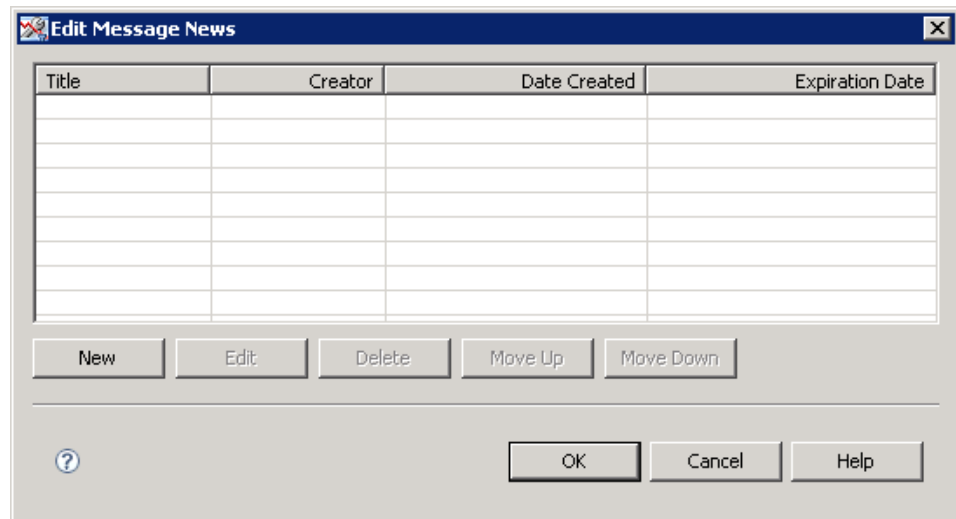 Edit Message News
Title Creator Date Created Expiration Date
New Edit Delete Move Up Move Down
? OK Cancel Help